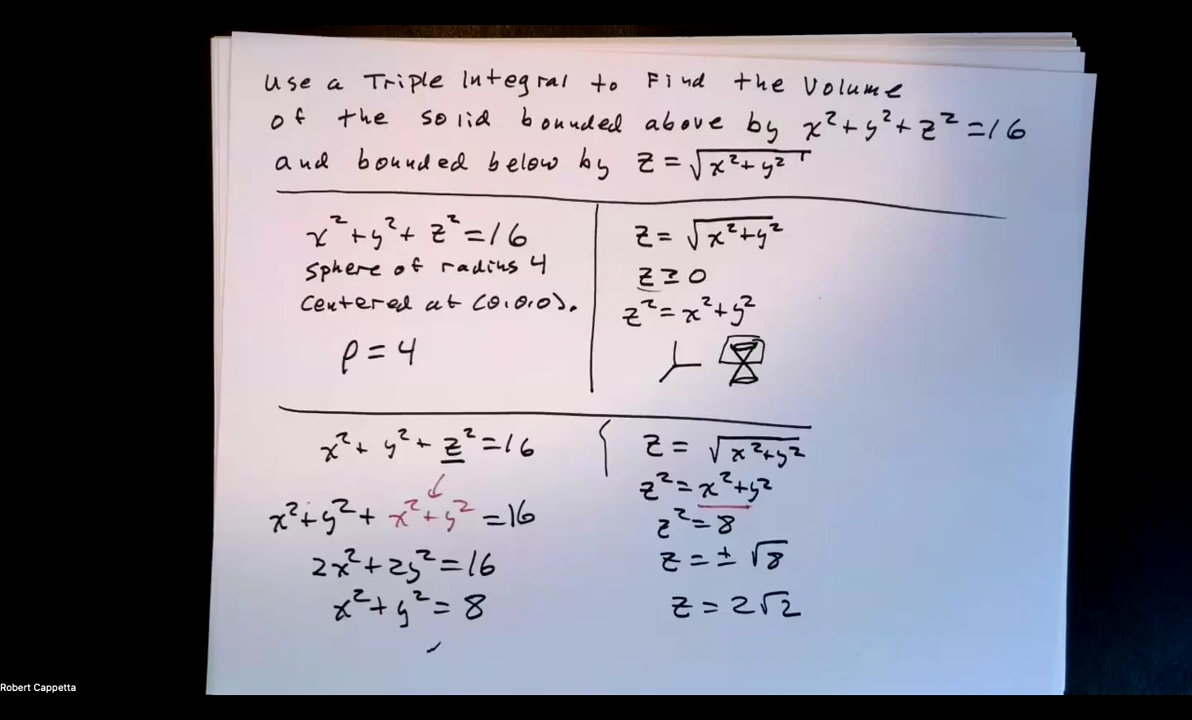 Use a Triple Integral to Find the Volume
of the solid bounded above by x²+y²+z²=16
and bounded below by z=√(x²+y²)
x²+y²+z²=16
sphere of radius 4
centered at (0,0,0).
ρ=4
z=√(x²+y²)
z≥0
z²=x²+y²
x²+y²+z²=16
x²+y²+x²+y²=16
2x²+2y²=16
x²+y²=8
z=√(x²+y²)
z²=x²+y²
z²=8
z=±√8
z=2√2
Robert Cappetta